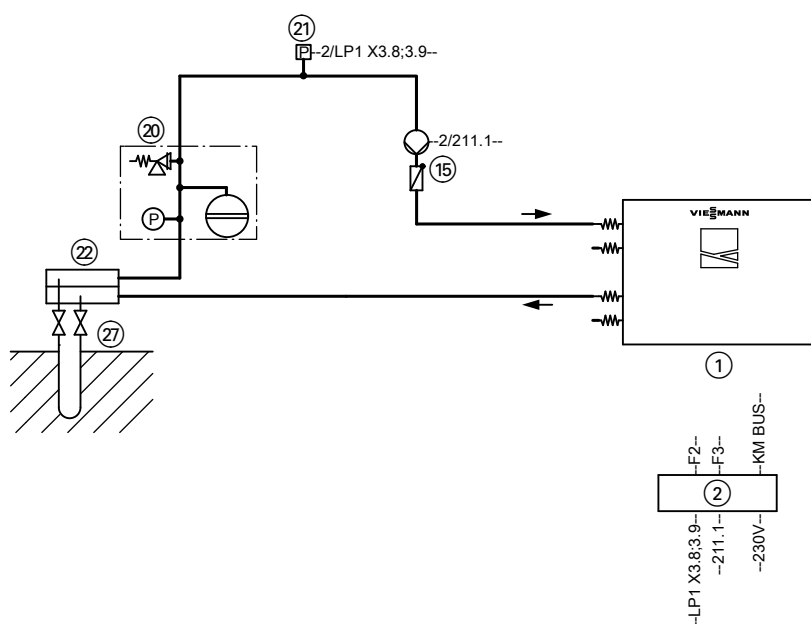 21
P --2/LP1 X3.8;3.9--
20
--2/211.1--
15
P
VIESMANN
22
27
1
--F2--
--F3--
--KM BUS--
2
--LP1 X3.8;3.9--
--211.1--
--230V--